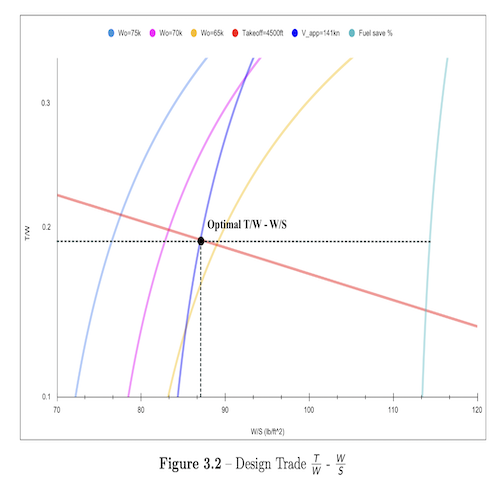 Wo=75k Wo=70k Wo=65k Takeoff=4500ft V_app=141kn Fuel save %
0.3
Optimal T/W - W/S
0.2
T/W
0.1
70 80 90 100 110 120
W/S (lb/ft^2)
Figure 3.2 – Design Trade T/W - W/S